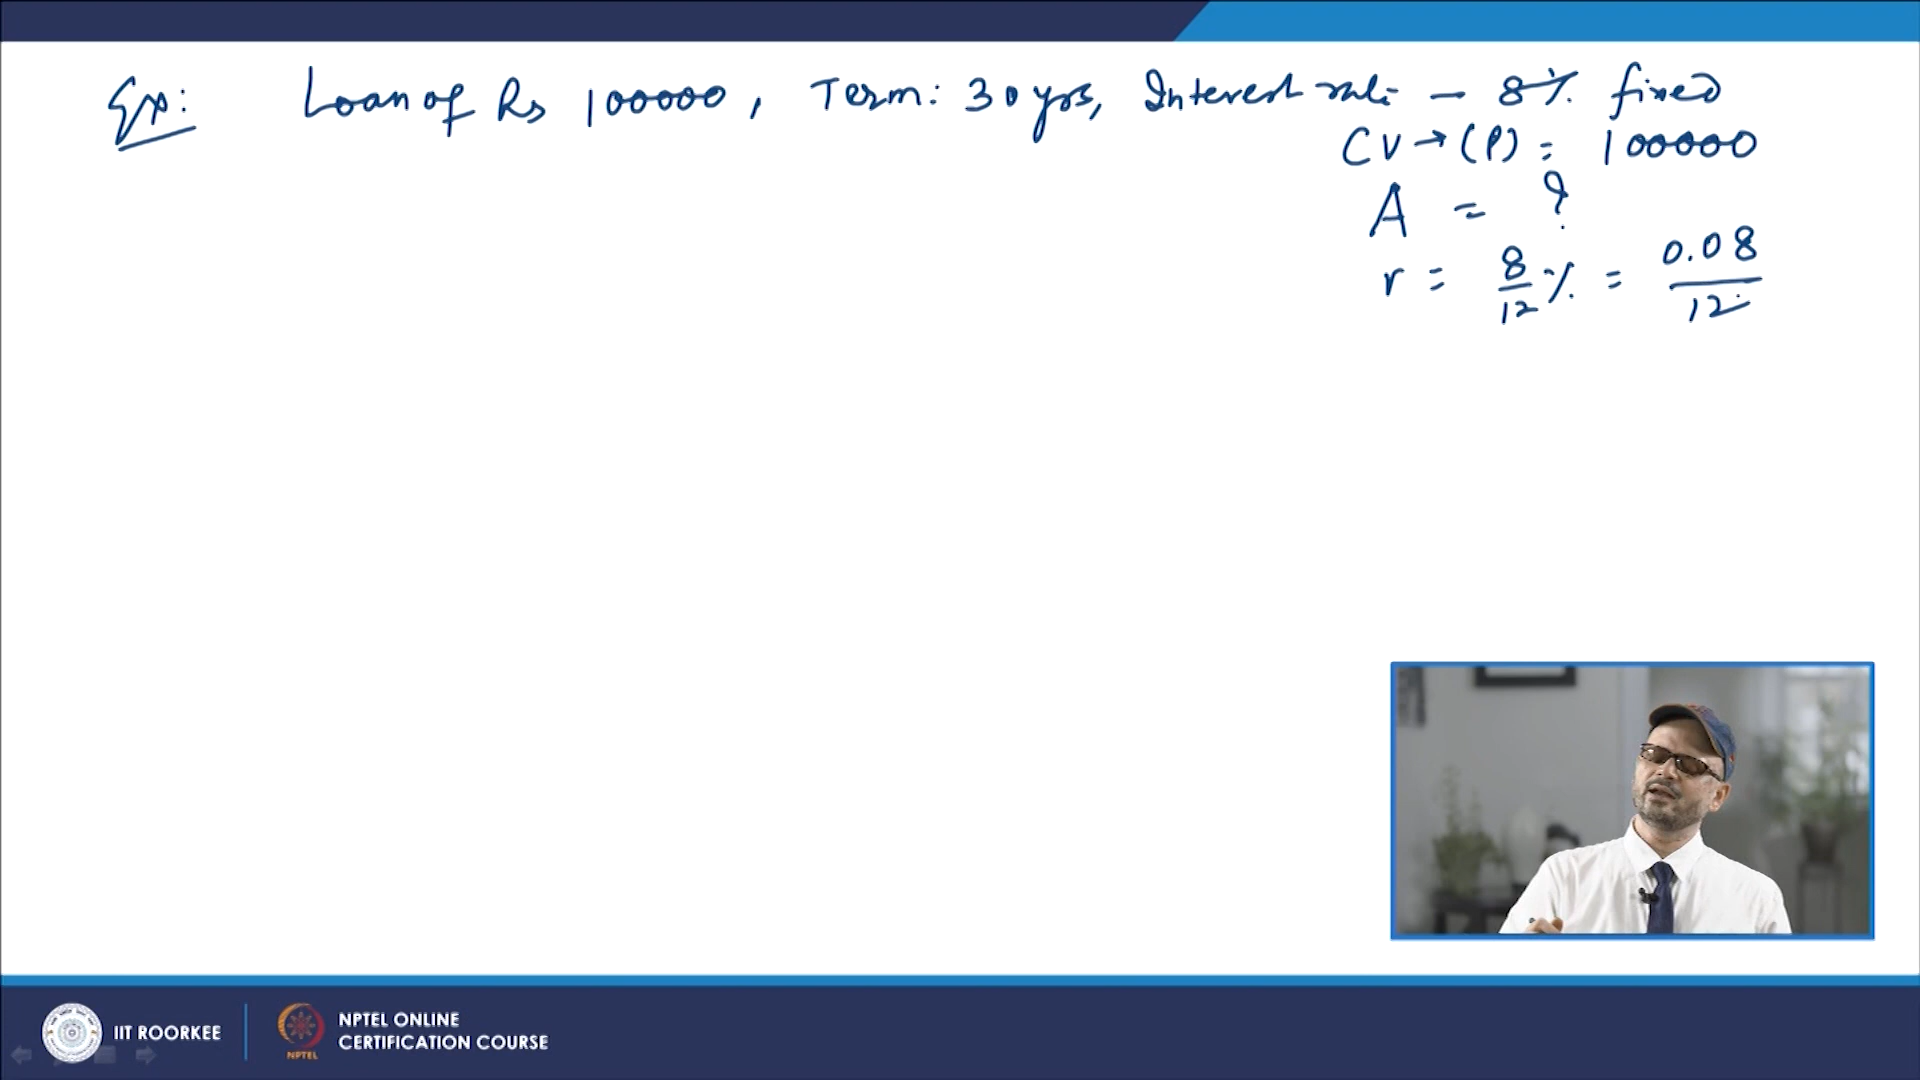 Ex: Loan of Rs 100000, Term: 30 yrs, Interest rate - 8% fixed
CV → (P) = 100000
A = ?
r = 8/12 % = 0.08/12
IIT ROORKEE
NPTEL
NPTEL ONLINE
CERTIFICATION COURSE